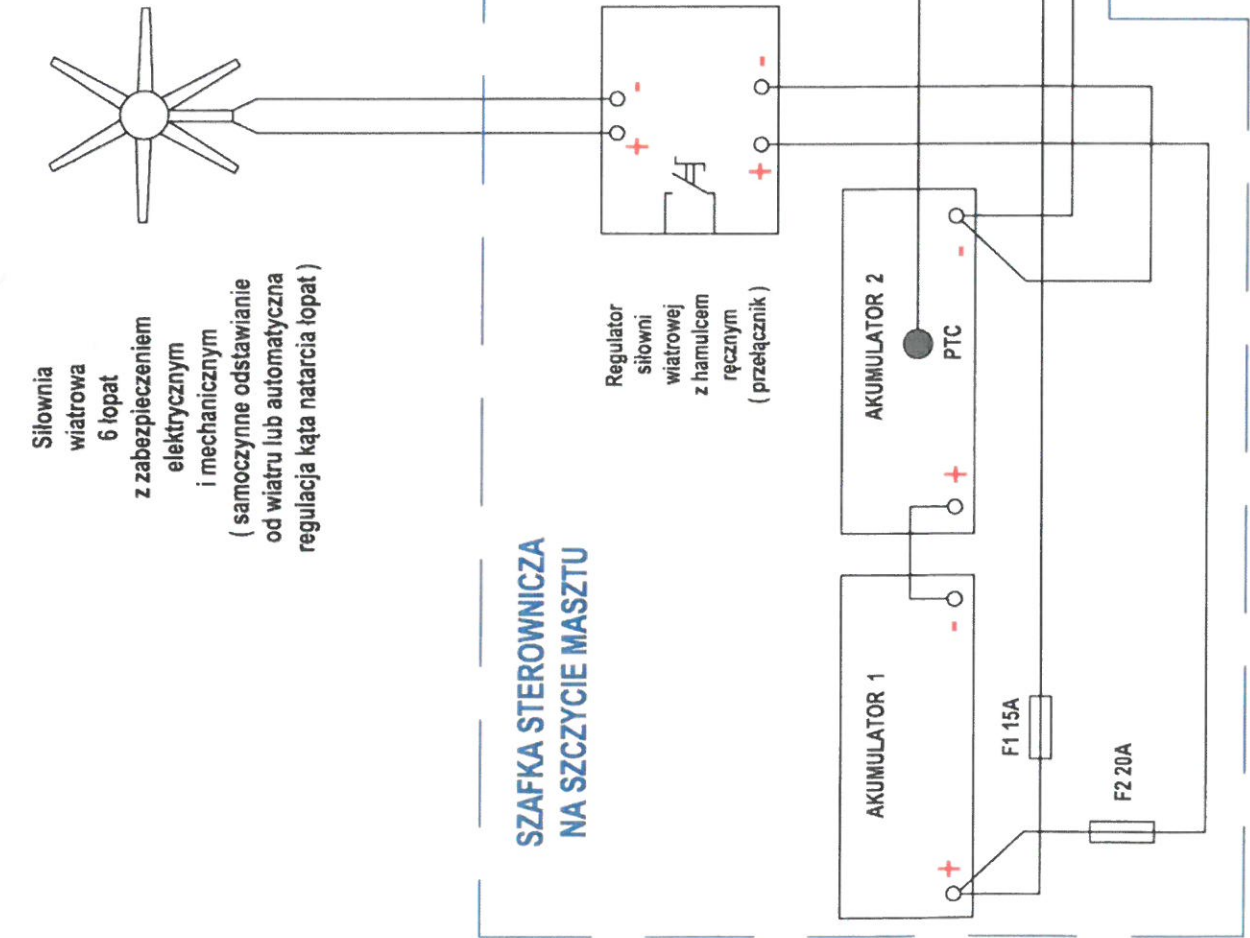 Siłownia
wiatrowa
6 łopat
z zabezpieczeniem
elektrycznym
i mechanicznym
( samoczynne odstawianie
od wiatru lub automatyczna
regulacja kąta natarcia łopat )
SZAFKA STEROWNICZA
NA SZCZYCIE MASZTU
Regulator
siłowni
wiatrowej
z hamulcem
ręcznym
( przełącznik )
+ -
+ -
AKUMULATOR 1
+ -
AKUMULATOR 2
+ -
PTC
F1 15A
F2 20A